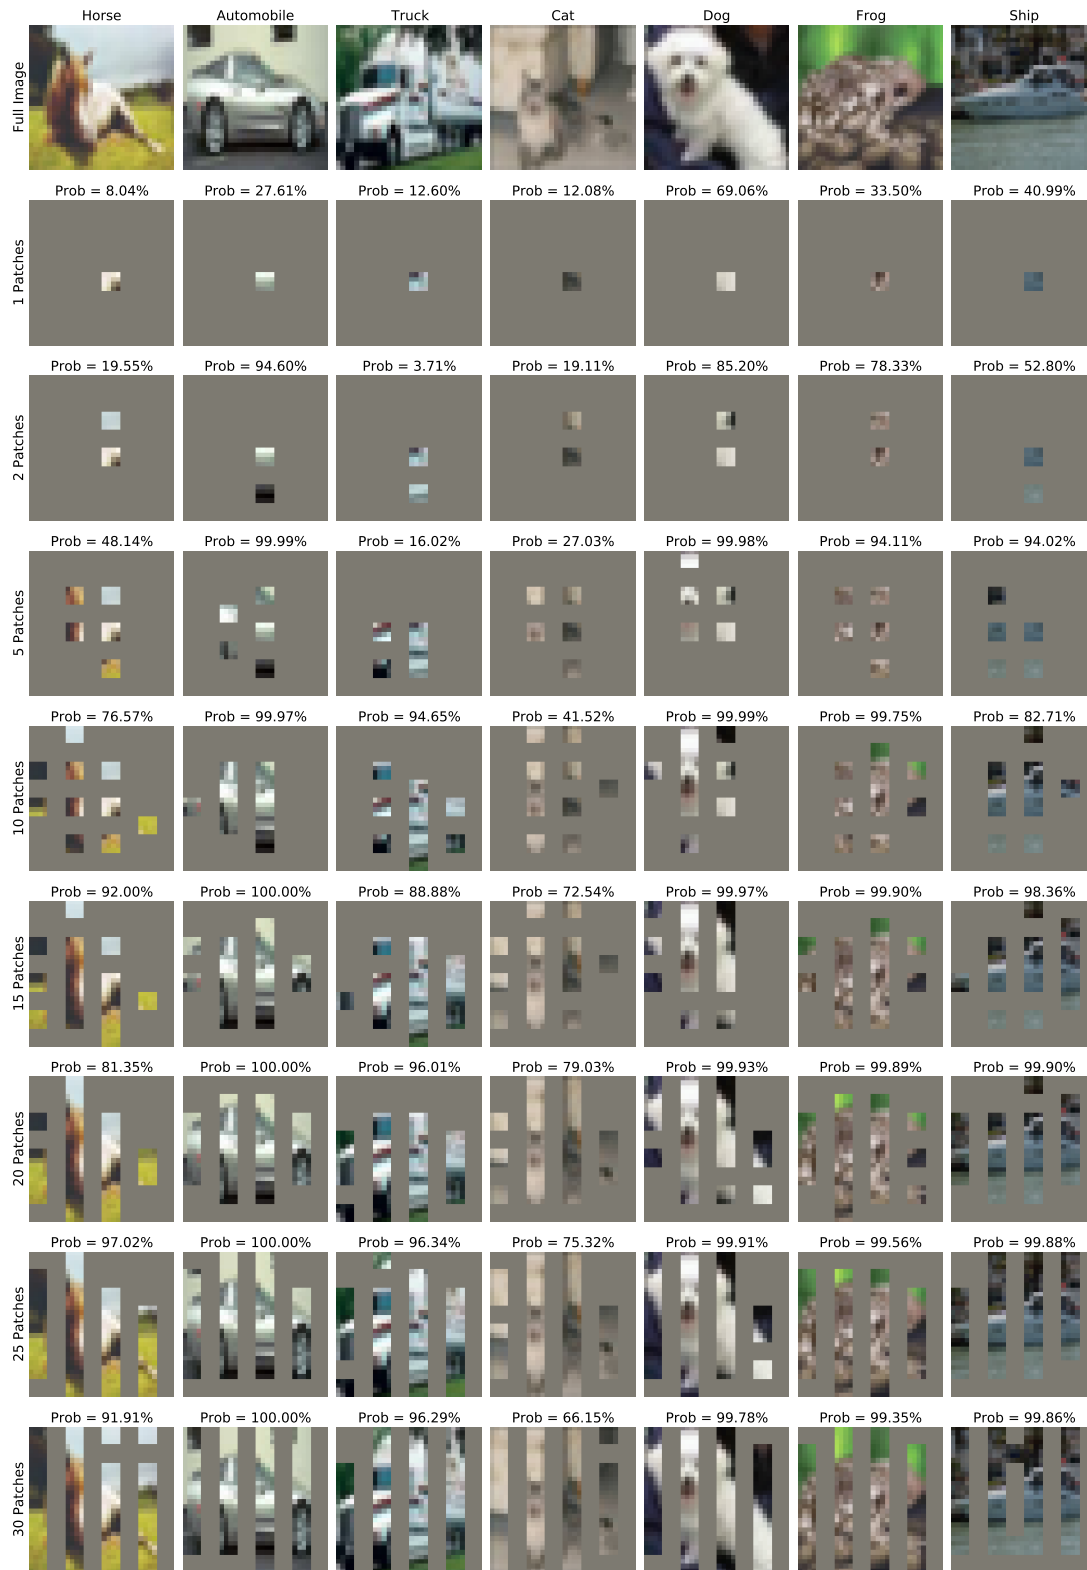 Horse Automobile Truck Cat Dog Frog Ship
Full Image
Prob = 8.04% Prob = 27.61% Prob = 12.60% Prob = 12.08% Prob = 69.06% Prob = 33.50% Prob = 40.99%
1 Patches
Prob = 19.55% Prob = 94.60% Prob = 3.71% Prob = 19.11% Prob = 85.20% Prob = 78.33% Prob = 52.80%
2 Patches
Prob = 48.14% Prob = 99.99% Prob = 16.02% Prob = 27.03% Prob = 99.98% Prob = 94.11% Prob = 94.02%
5 Patches
Prob = 76.57% Prob = 99.97% Prob = 94.65% Prob = 41.52% Prob = 99.99% Prob = 99.75% Prob = 82.71%
10 Patches
Prob = 92.00% Prob = 100.00% Prob = 88.88% Prob = 72.54% Prob = 99.97% Prob = 99.90% Prob = 98.36%
15 Patches
Prob = 81.35% Prob = 100.00% Prob = 96.01% Prob = 79.03% Prob = 99.93% Prob = 99.89% Prob = 99.90%
20 Patches
Prob = 97.02% Prob = 100.00% Prob = 96.34% Prob = 75.32% Prob = 99.91% Prob = 99.56% Prob = 99.88%
25 Patches
Prob = 91.91% Prob = 100.00% Prob = 96.29% Prob = 66.15% Prob = 99.78% Prob = 99.35% Prob = 99.86%
30 Patches